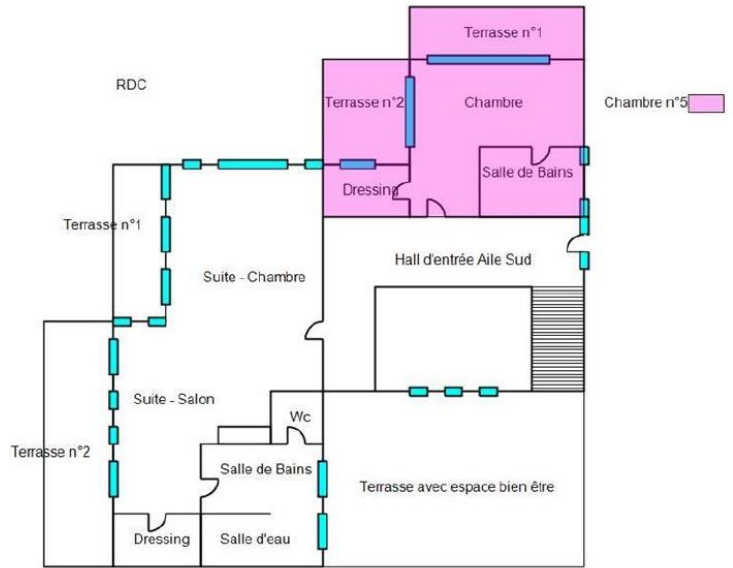 Terrasse n°1
RDC
Terrasse n°2
Chambre
Chambre n°5
Salle de Bains
Dressing
Terrasse n°1
Hall d'entrée Aile Sud
Suite - Chambre
Suite - Salon
Wc
Terrasse n°2
Salle de Bains
Terrasse avec espace bien être
Dressing
Salle d'eau